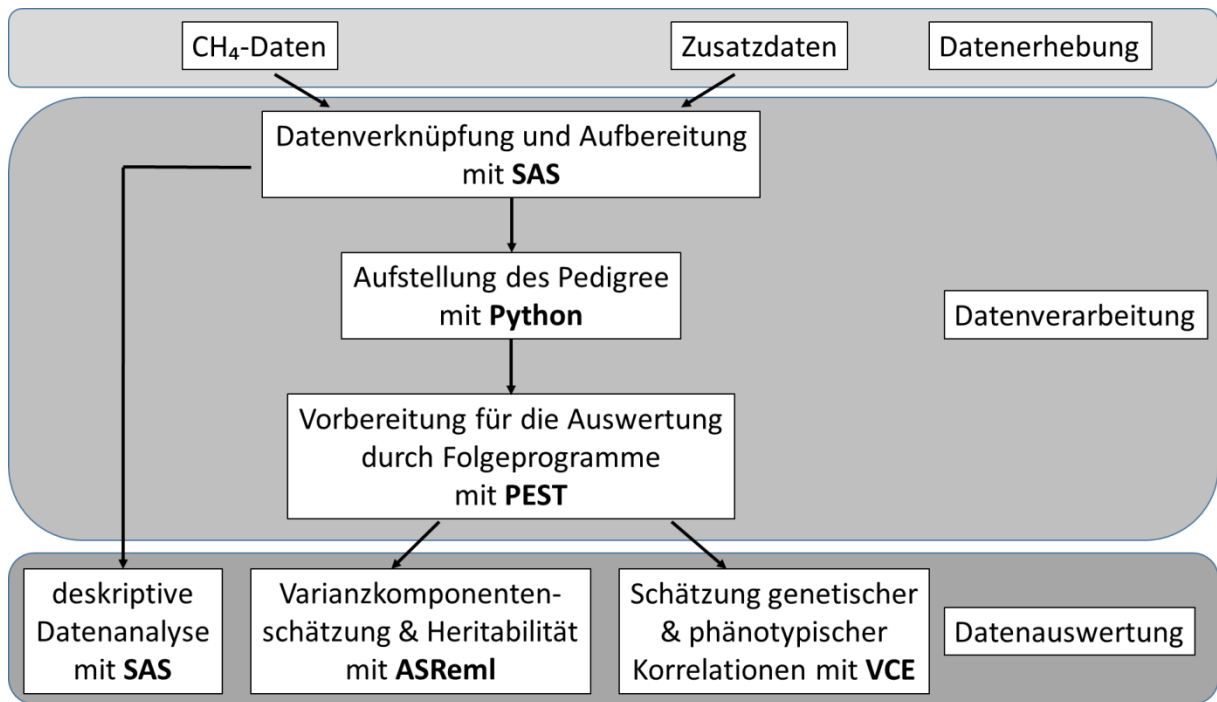 CH₄-Daten
Zusatzdaten
Datenerhebung
Datenverknüpfung und Aufbereitung
mit SAS
Aufstellung des Pedigree
mit Python
Datenverarbeitung
Vorbereitung für die Auswertung
durch Folgeprogramme
mit PEST
deskriptive
Datenanalyse
mit SAS
Varianzkomponenten-
schätzung & Heritabilität
mit ASReml
Schätzung genetischer
& phänotypischer
Korrelationen mit VCE
Datenauswertung